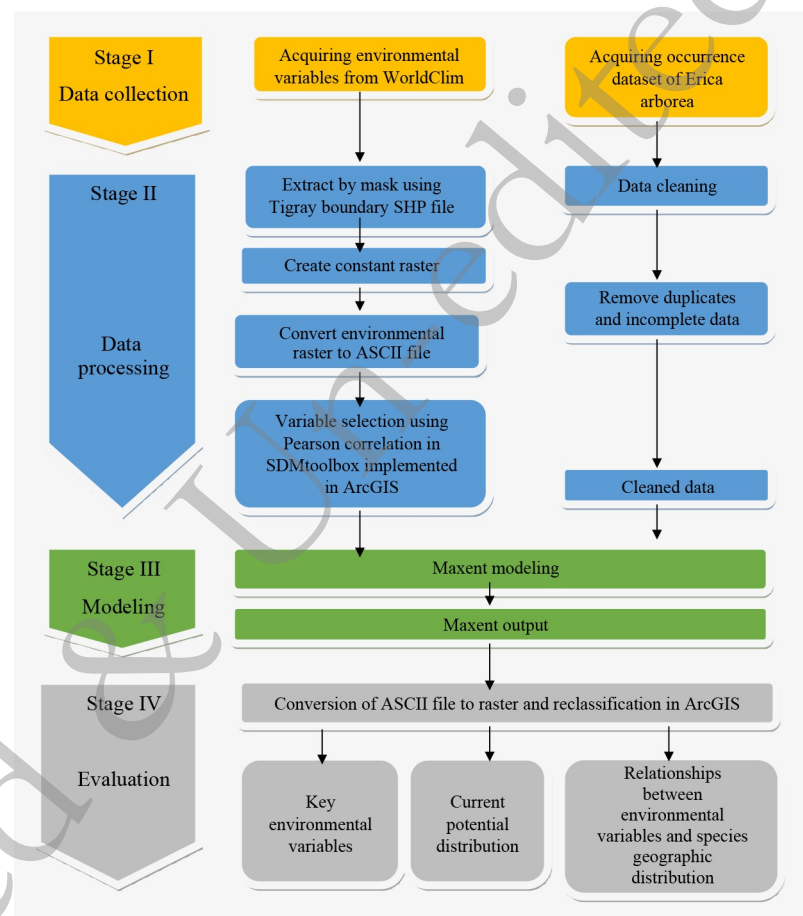 Stage I
Data collection
Acquiring environmental
variables from WorldClim
Acquiring occurrence
dataset of Erica
arborea
Stage II
Data
processing
Extract by mask using
Tigray boundary SHP file
Create constant raster
Convert environmental
raster to ASCII file
Variable selection using
Pearson correlation in
SDMtoolbox implemented
in ArcGIS
Data cleaning
Remove duplicates
and incomplete data
Cleaned data
Stage III
Modeling
Maxent modeling
Maxent output
Stage IV
Evaluation
Conversion of ASCII file to raster and reclassification in ArcGIS
Key
environmental
variables
Current
potential
distribution
Relationships
between
environmental
variables and species
geographic
distribution
& Un-edited